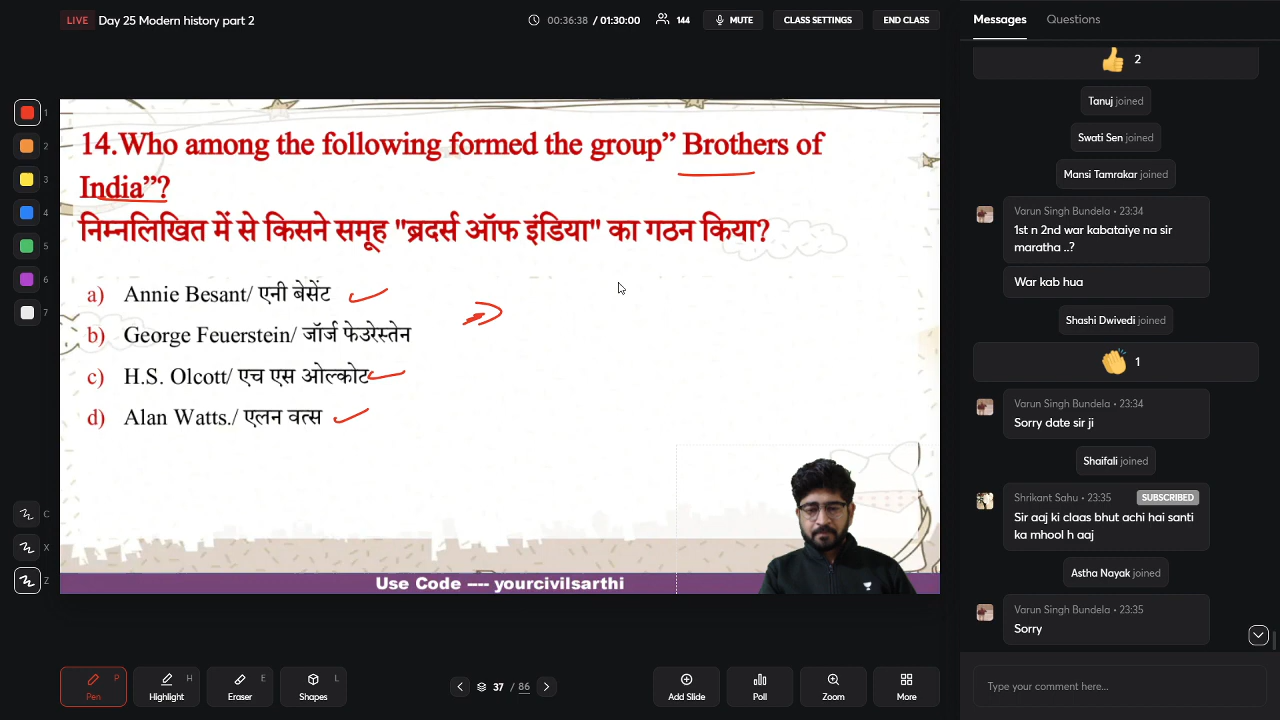 LIVE Day 25 Modern history part 2
00:36:38 / 01:30:00
144
MUTE
CLASS SETTINGS
END CLASS
1
2
3
4
5
6
7
C
X
Z
14.Who among the following formed the group” Brothers of
India”?
निम्नलिखित में से किसने समूह "ब्रदर्स ऑफ इंडिया" का गठन किया?
a) Annie Besant/ एनी बेसेंट
b) George Feuerstein/ जॉर्ज फेउरेस्तेन
c) H.S. Olcott/ एच एस ओल्कोट
d) Alan Watts./ एलन वत्स
Use Code ---- yourcivilsarthi
Pen P
Highlight H
Eraser E
Shapes L
37 / 86
Add Slide
Poll
Zoom
More
Messages Questions
2
Tanuj joined
Swati Sen joined
Mansi Tamrakar joined
Varun Singh Bundela • 23:34
1st n 2nd war kabataiye na sir
maratha ..?
War kab hua
Shashi Dwivedi joined
1
Varun Singh Bundela • 23:34
Sorry date sir ji
Shaifali joined
Shrikant Sahu • 23:35 SUBSCRIBED
Sir aaj ki claas bhut achi hai santi
ka mhool h aaj
Astha Nayak joined
Varun Singh Bundela • 23:35
Sorry
Type your comment here...